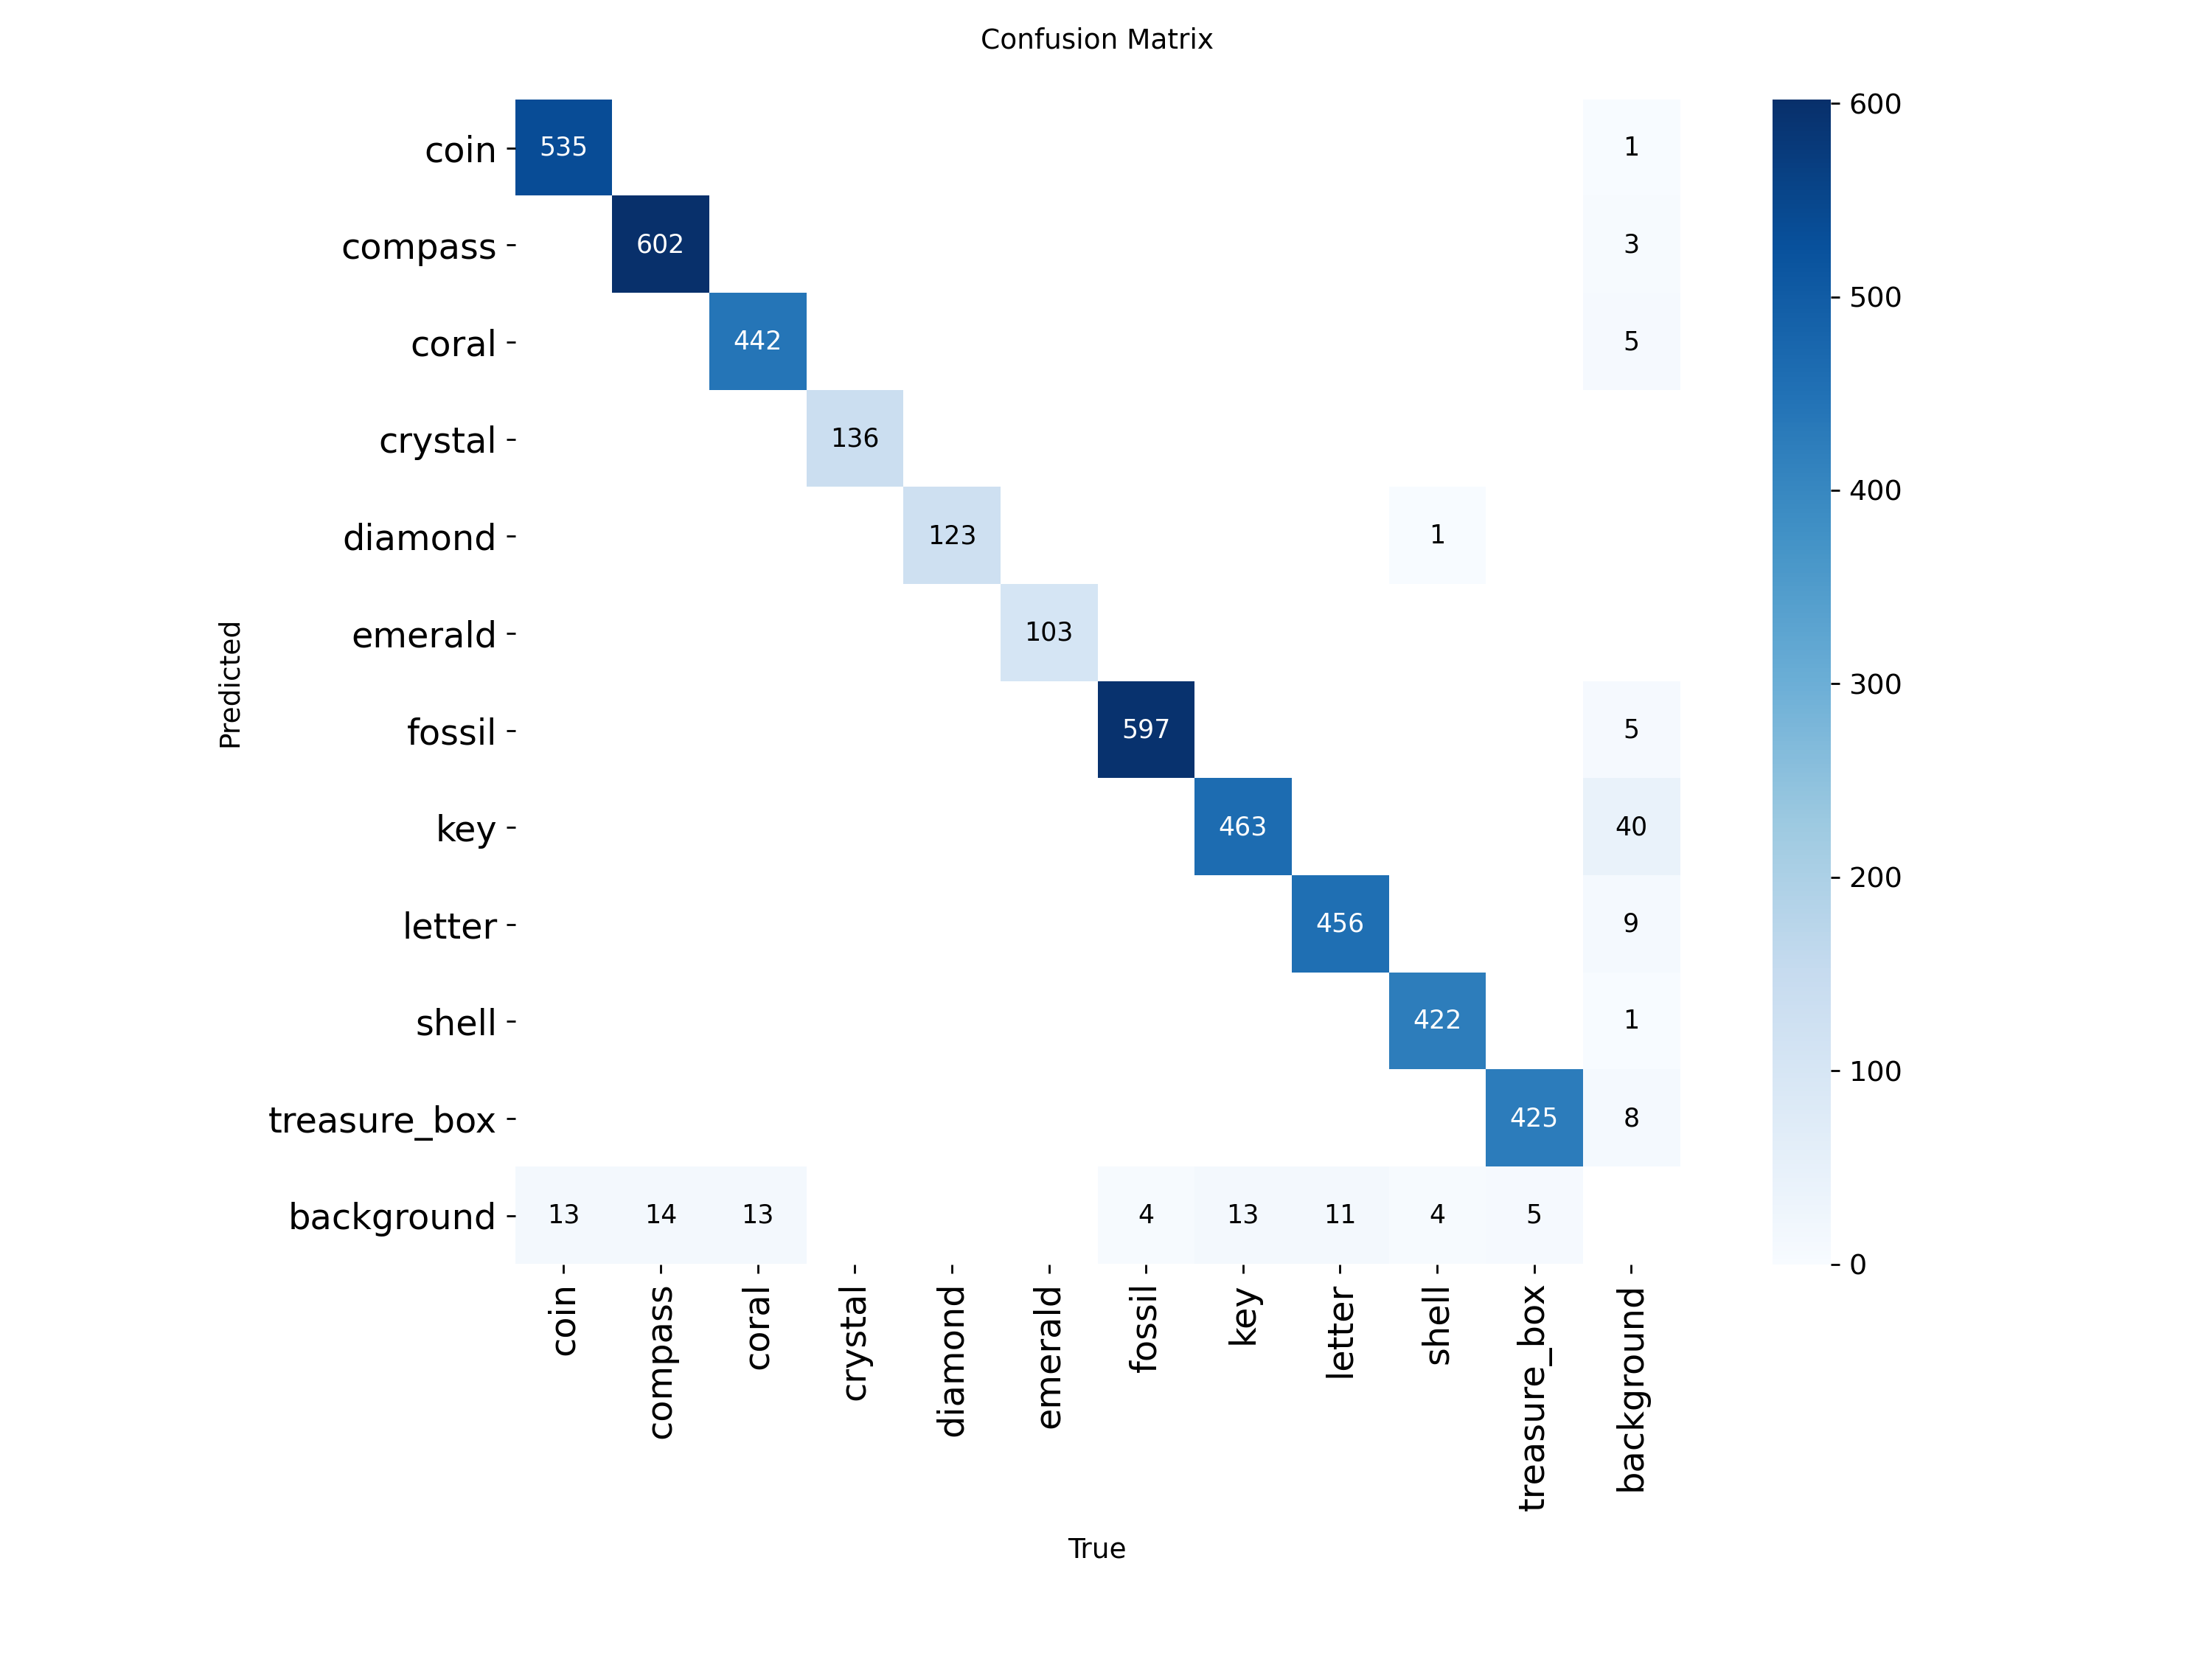 Confusion Matrix
coin 535 1 600
compass 602 3
500
coral 442 5
crystal 136
400
diamond 123 1
emerald 103
300
Predicted
fossil 597 5
key 463 40
200
letter 456 9
shell 422 1
100
treasure_box 425 8
background 13 14 13 4 13 11 4 5
0
coin compass coral crystal diamond emerald fossil key letter shell treasure_box background
True